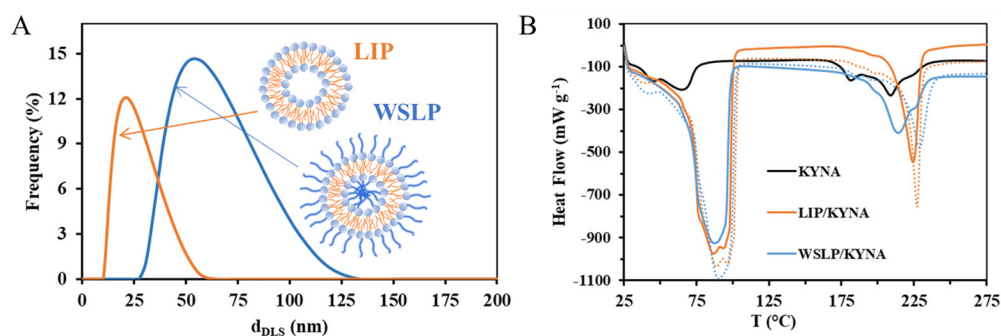 A
Frequency (%)
15
12
9
6
3
0
0 25 50 75 100 125 150 175 200
d_DLS (nm)
LIP
WSLP
B
Heat Flow (mW g⁻¹)
100
-100
-300
-500
-700
-900
-1100
25 75 125 175 225 275
T (°C)
KYNA
LIP/KYNA
WSLP/KYNA